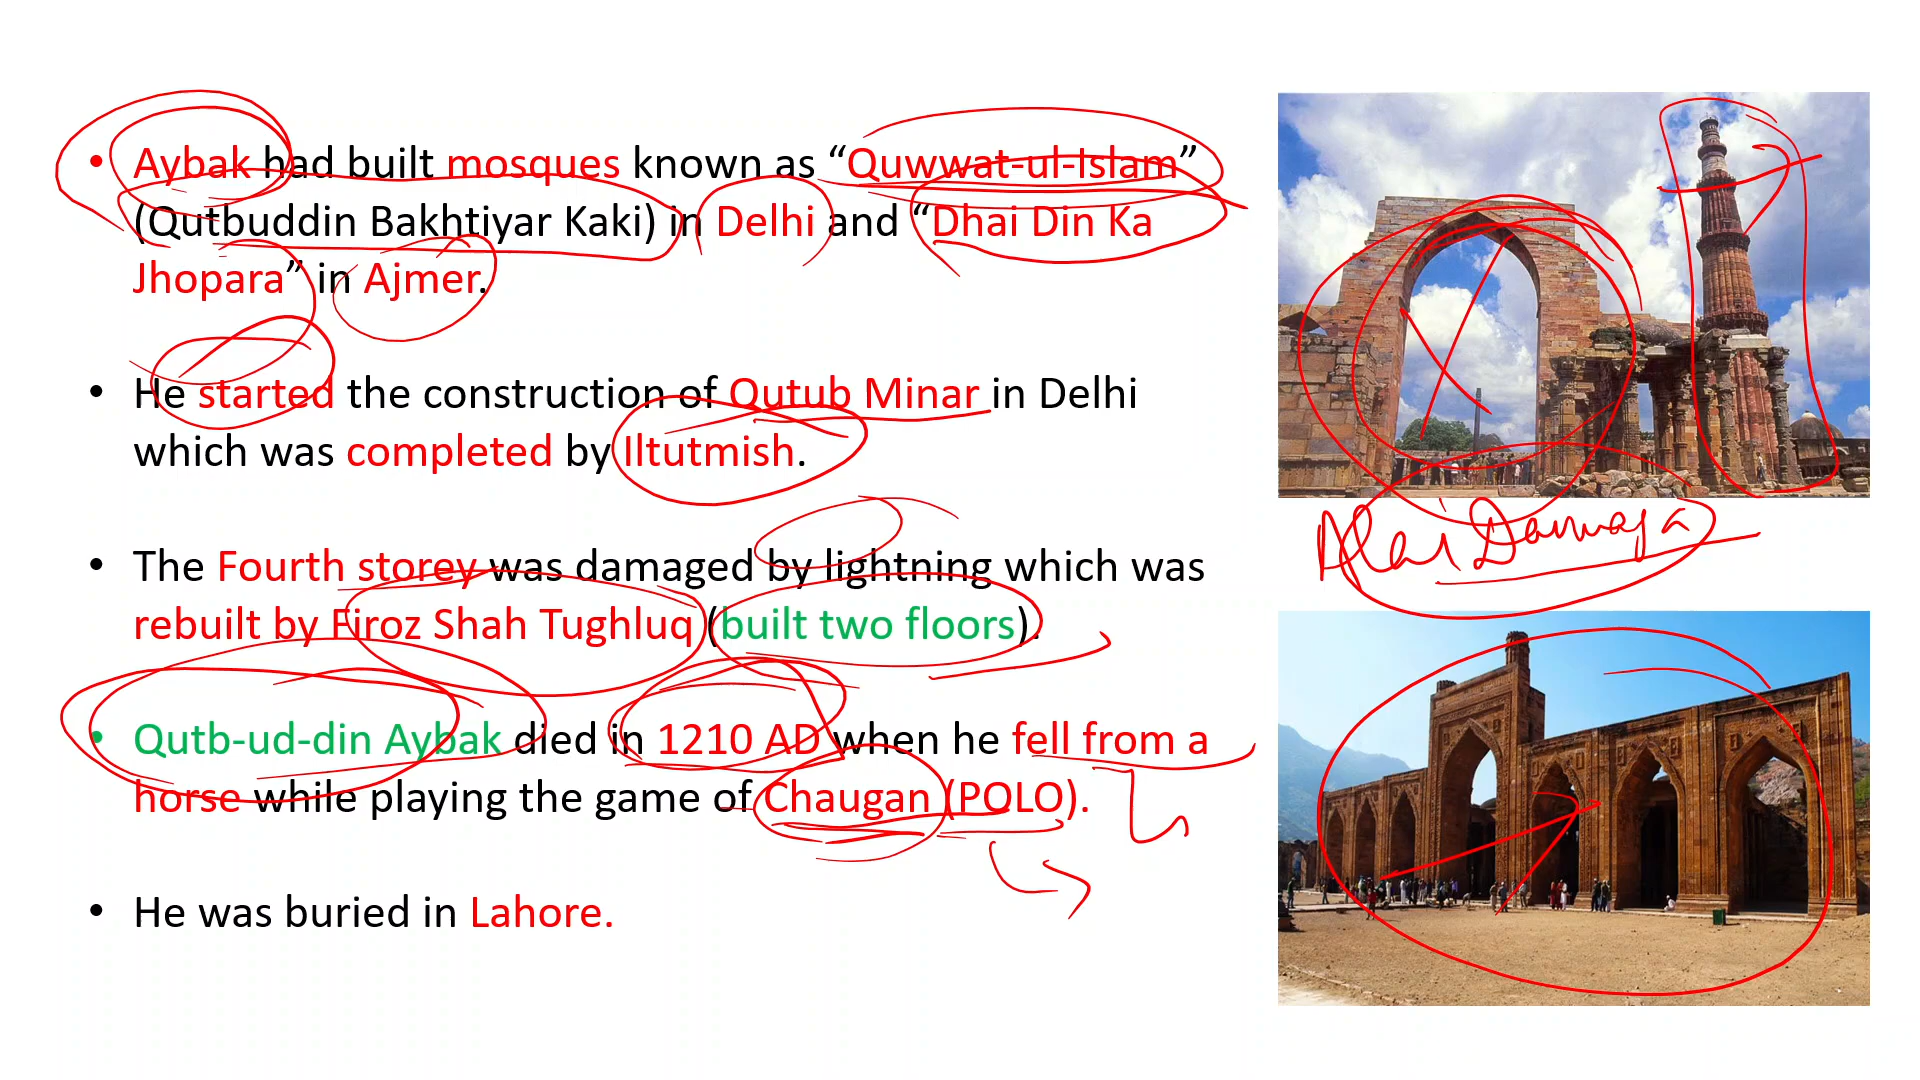 • Aybak had built mosques known as “Quwwat-ul-Islam”
(Qutbuddin Bakhtiyar Kaki) in Delhi and “Dhai Din Ka
Jhopara” in Ajmer.
• He started the construction of Qutub Minar in Delhi
which was completed by Iltutmish.
• The Fourth storey was damaged by lightning which was
rebuilt by Firoz Shah Tughluq (built two floors).
• Qutb-ud-din Aybak died in 1210 AD when he fell from a
horse while playing the game of Chaugan (POLO).
• He was buried in Lahore.
Alai